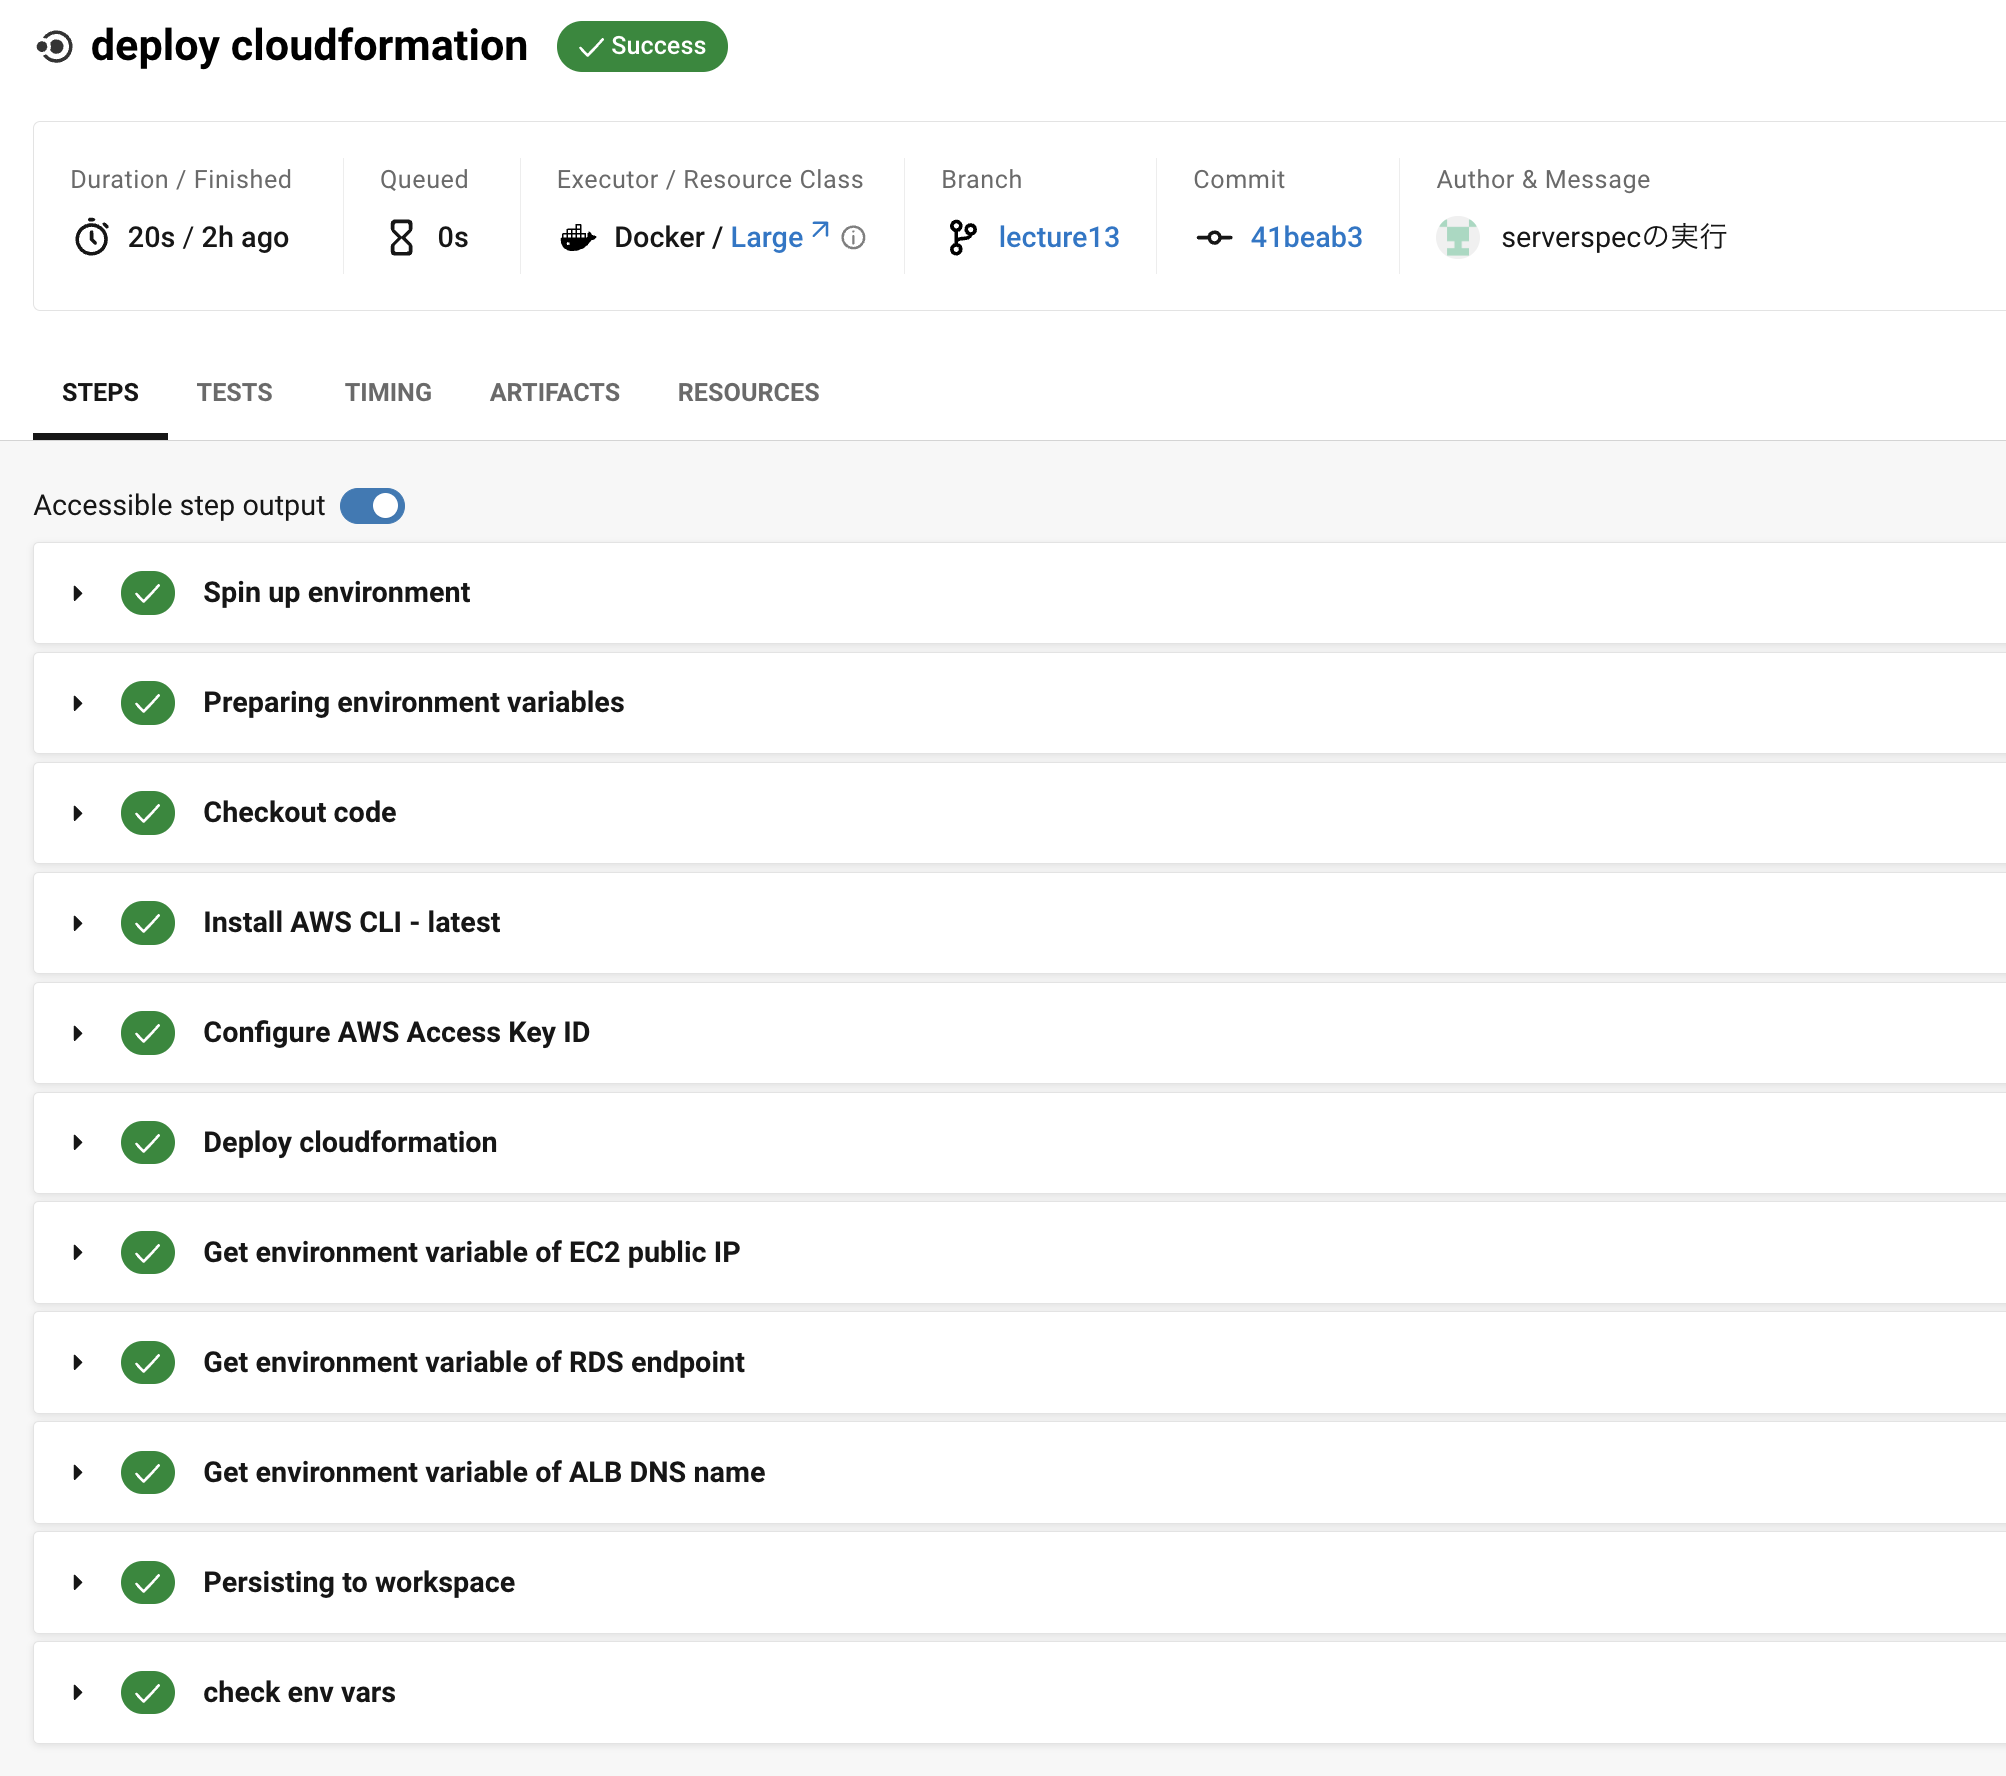 deploy cloudformation
Success
Duration / Finished
20s / 2h ago
Queued
0s
Executor / Resource Class
Docker / Large
Branch
lecture13
Commit
41beab3
Author & Message
serverspecの実行
STEPS TESTS TIMING ARTIFACTS RESOURCES
Accessible step output
Spin up environment
Preparing environment variables
Checkout code
Install AWS CLI - latest
Configure AWS Access Key ID
Deploy cloudformation
Get environment variable of EC2 public IP
Get environment variable of RDS endpoint
Get environment variable of ALB DNS name
Persisting to workspace
check env vars